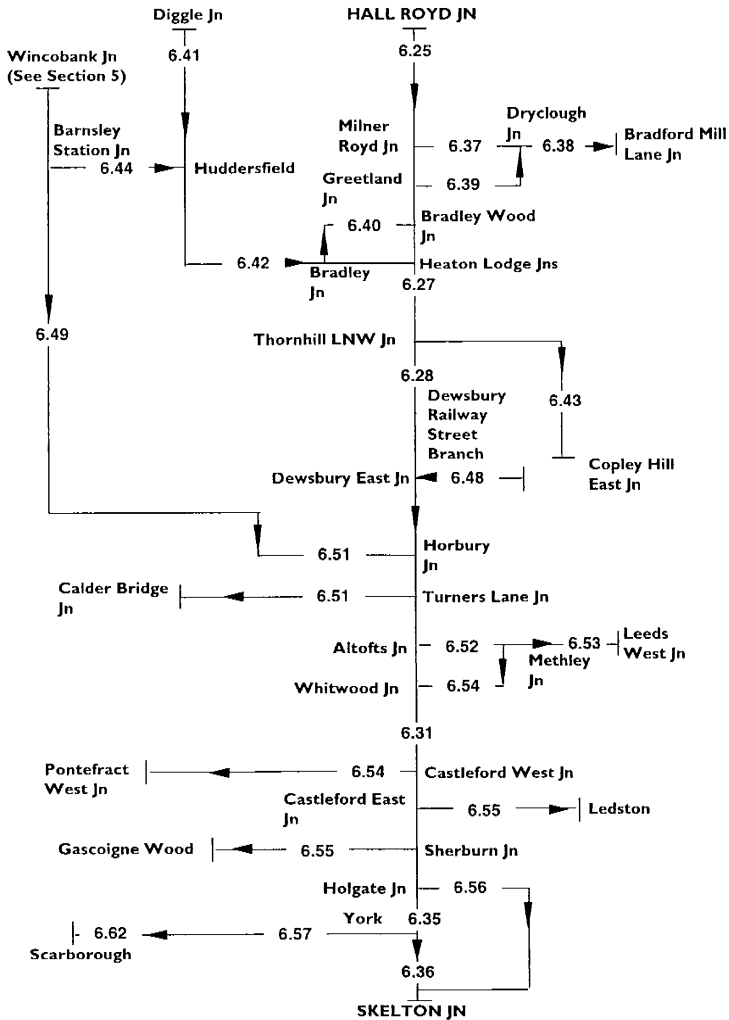 Diggle Jn
HALL ROYD JN
6.41
6.25
Wincobank Jn
(See Section 5)
Barnsley
Station Jn
6.44
Huddersfield
Milner
Royd Jn
6.37
Dryclough
Jn
6.38
Bradford Mill
Lane Jn
Greetland
Jn
6.39
6.40
Bradley Wood
Jn
6.42
Bradley
Jn
Heaton Lodge Jns
6.27
6.49
Thornhill LNW Jn
6.28
6.43
Dewsbury
Railway
Street
Branch
Copley Hill
East Jn
Dewsbury East Jn
6.48
6.51
Horbury
Jn
Calder Bridge
Jn
6.51
Turners Lane Jn
Altofts Jn
6.52
6.53
Leeds
West Jn
Methley
Jn
Whitwood Jn
6.54
6.31
Pontefract
West Jn
6.54
Castleford West Jn
Castleford East
Jn
6.55
Ledston
Gascoigne Wood
6.55
Sherburn Jn
Holgate Jn
6.56
York
6.35
6.62
6.57
Scarborough
6.36
SKELTON JN